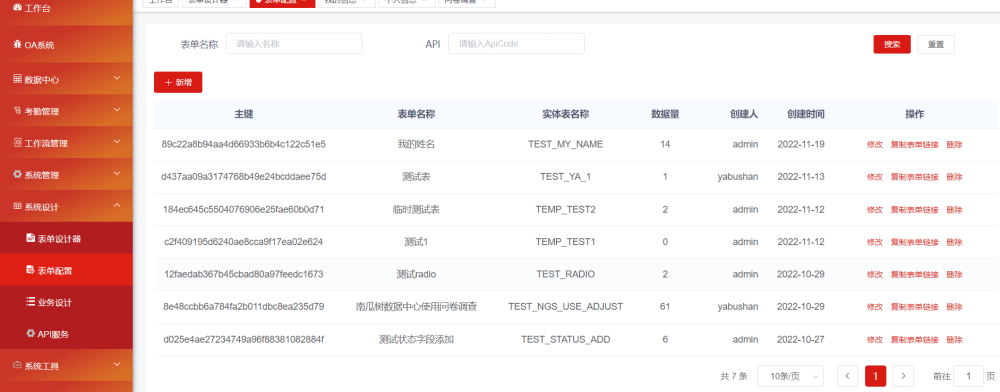 工作台
工作台 表单设计器 表单配置 我的信息 个人信息 问卷调查
OA系统
数据中心
考勤管理
工作流管理
系统管理
系统设计
表单设计器
表单配置
业务设计
API服务
系统工具
表单名称 请输入名称 API 请输入ApiCode 搜索 重置
+ 新增
主键 表单名称 实体表名称 数据量 创建人 创建时间 操作
89c22a8b94aa4d66933b6b4c122c51e5 我的姓名 TEST_MY_NAME 14 admin 2022-11-19 修改 复制表单链接 删除
d437aa09a3174768b49e24bcddaee75d 测试表 TEST_YA_1 1 yabushan 2022-11-13 修改 复制表单链接 删除
184ec645c5504076906e25fae60b0d71 临时测试表 TEMP_TEST2 2 admin 2022-11-12 修改 复制表单链接 删除
c2f409195d6240ae8cca9f17ea02e624 测试1 TEMP_TEST1 0 admin 2022-11-12 修改 复制表单链接 删除
12faedab367b45cbad80a97feedc1673 测试radio TEST_RADIO 2 admin 2022-10-29 修改 复制表单链接 删除
8e48ccbb6a784fa2b011dbc8ea235d79 南瓜树数据中心使用问卷调查 TEST_NGS_USE_ADJUST 61 yabushan 2022-10-29 修改 复制表单链接 删除
d025e4ae27234749a96f88381082884f 测试状态字段添加 TEST_STATUS_ADD 6 admin 2022-10-27 修改 复制表单链接 删除
共 7 条 10条/页 < 1 > 前往 1 页